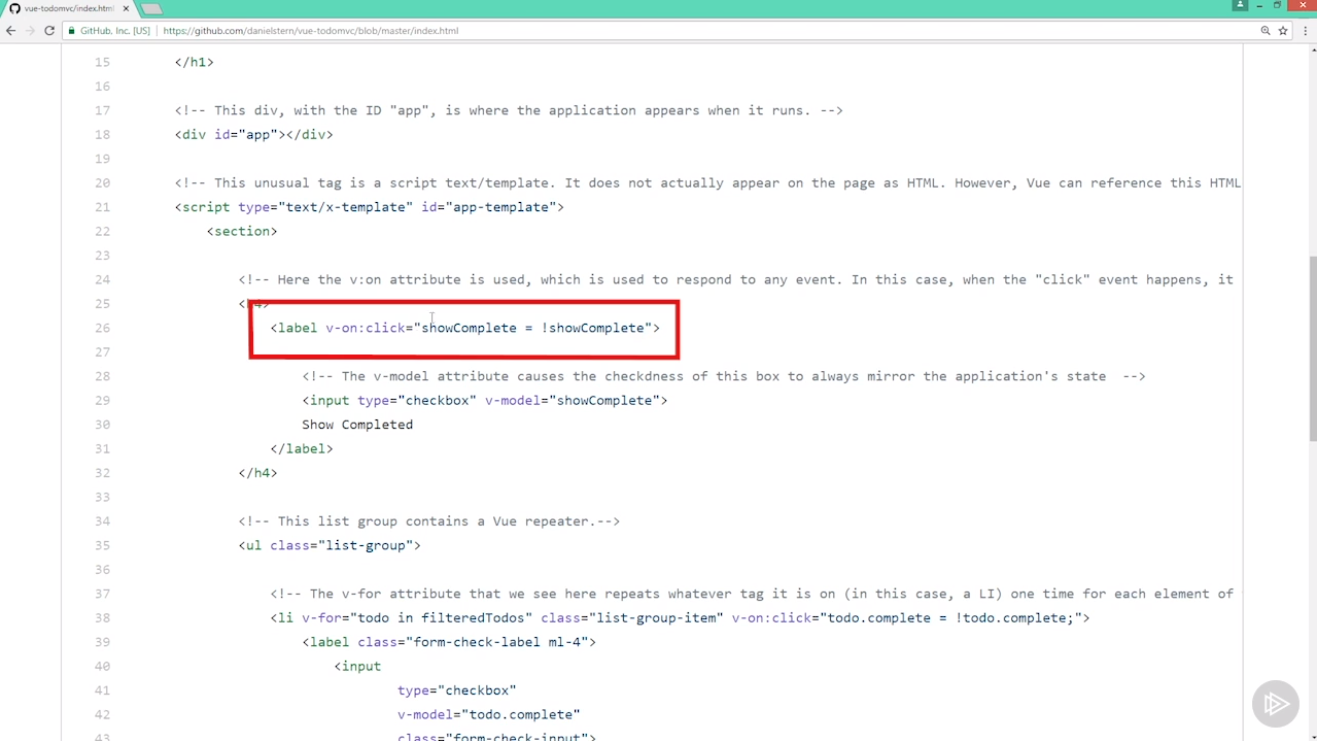 vue-todomvc/index.html
GitHub, Inc. [US] https://github.com/danielstern/vue-todomvc/blob/master/index.html
15 </h1>
16
17 <!-- This div, with the ID "app", is where the application appears when it runs. -->
18 <div id="app"></div>
19
20 <!-- This unusual tag is a script text/template. It does not actually appear on the page as HTML. However, Vue can reference this HTML
21 <script type="text/x-template" id="app-template">
22 <section>
23
24 <!-- Here the v:on attribute is used, which is used to respond to any event. In this case, when the "click" event happens, it
25 <h4>
26 <label v-on:click="showComplete = !showComplete">
27
28 <!-- The v-model attribute causes the checkdness of this box to always mirror the application's state -->
29 <input type="checkbox" v-model="showComplete">
30 Show Completed
31 </label>
32 </h4>
33
34 <!-- This list group contains a Vue repeater.-->
35 <ul class="list-group">
36
37 <!-- The v-for attribute that we see here repeats whatever tag it is on (in this case, a LI) one time for each element of
38 <li v-for="todo in filteredTodos" class="list-group-item" v-on:click="todo.complete = !todo.complete;">
39 <label class="form-check-label ml-4">
40 <input
41 type="checkbox"
42 v-model="todo.complete"
43 class="form-check-input">